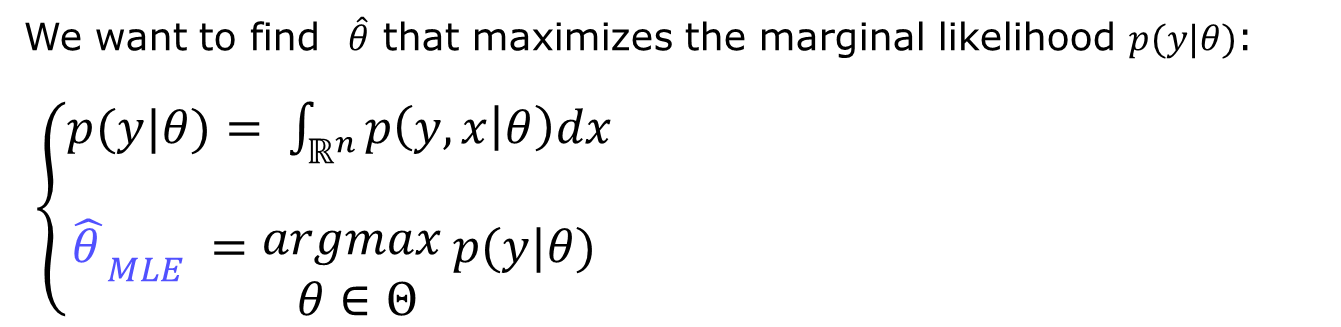 We want to find θ̂ that maximizes the marginal likelihood p(y|θ):
p(y|θ) = ∫ℝⁿ p(y, x|θ)dx
θ̂ MLE = argmax p(y|θ)
θ ∈ Θ